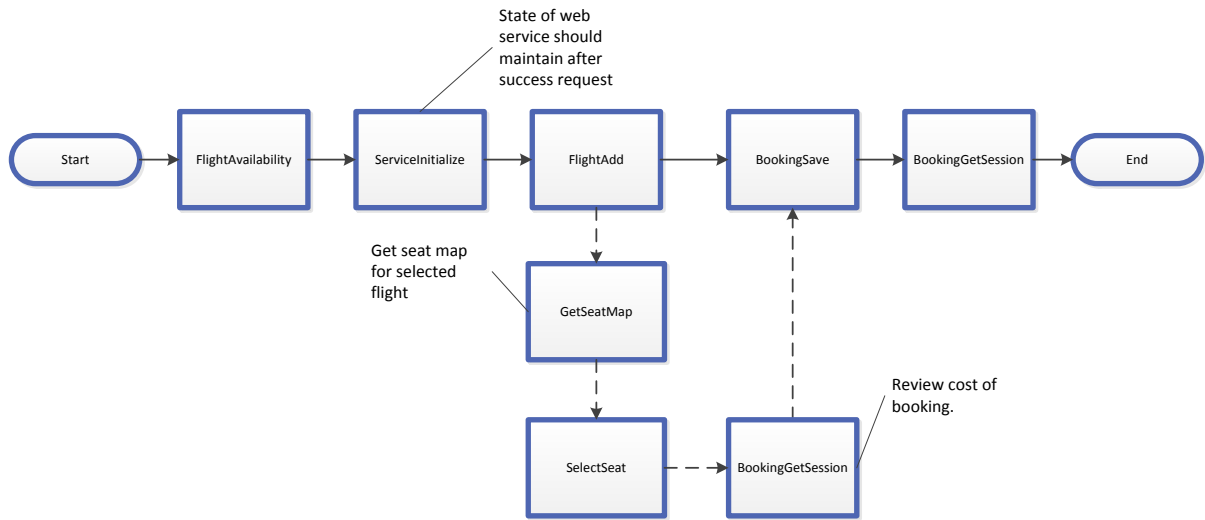 State of web
service should
maintain after
success request
Start
FlightAvailability
ServiceInitialize
FlightAdd
BookingSave
BookingGetSession
End
Get seat map
for selected
flight
GetSeatMap
Review cost of
booking.
SelectSeat
BookingGetSession